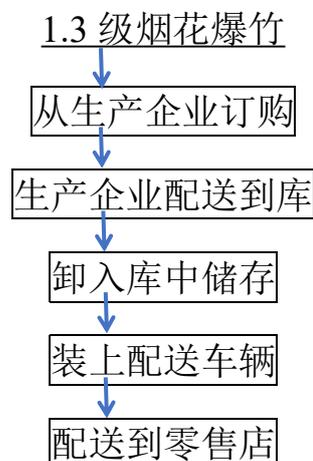 1.3 级烟花爆竹
从生产企业订购
生产企业配送到库
卸入库中储存
装上配送车辆
配送到零售店